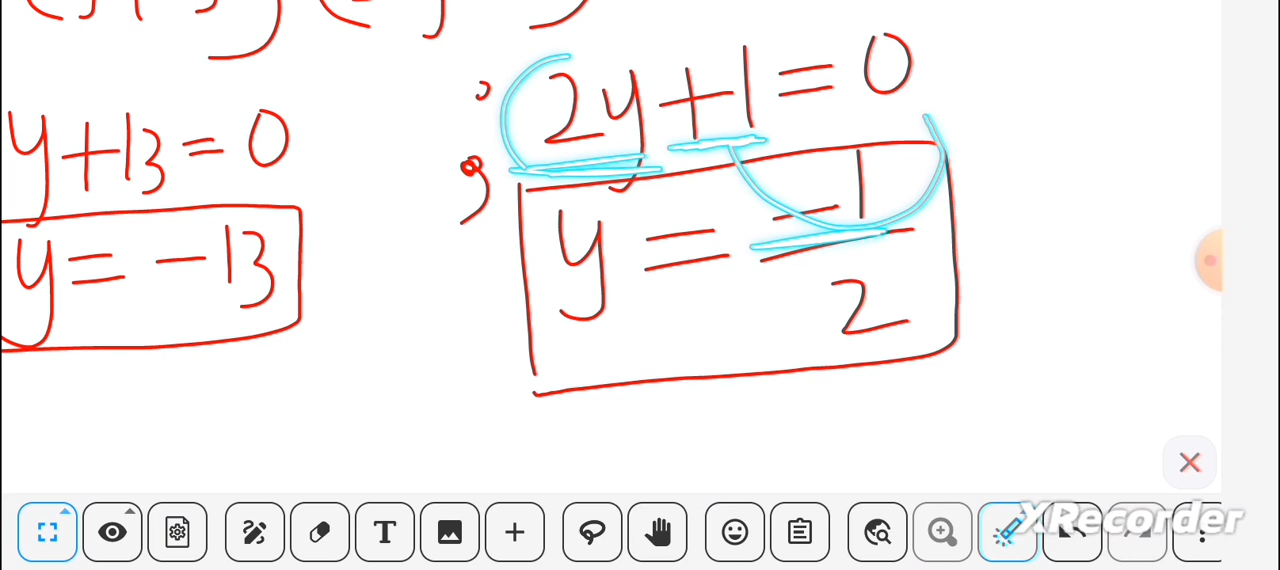 2y+1=0
y+13=0
;
y=-13
y=-1/2
T
XRecorder